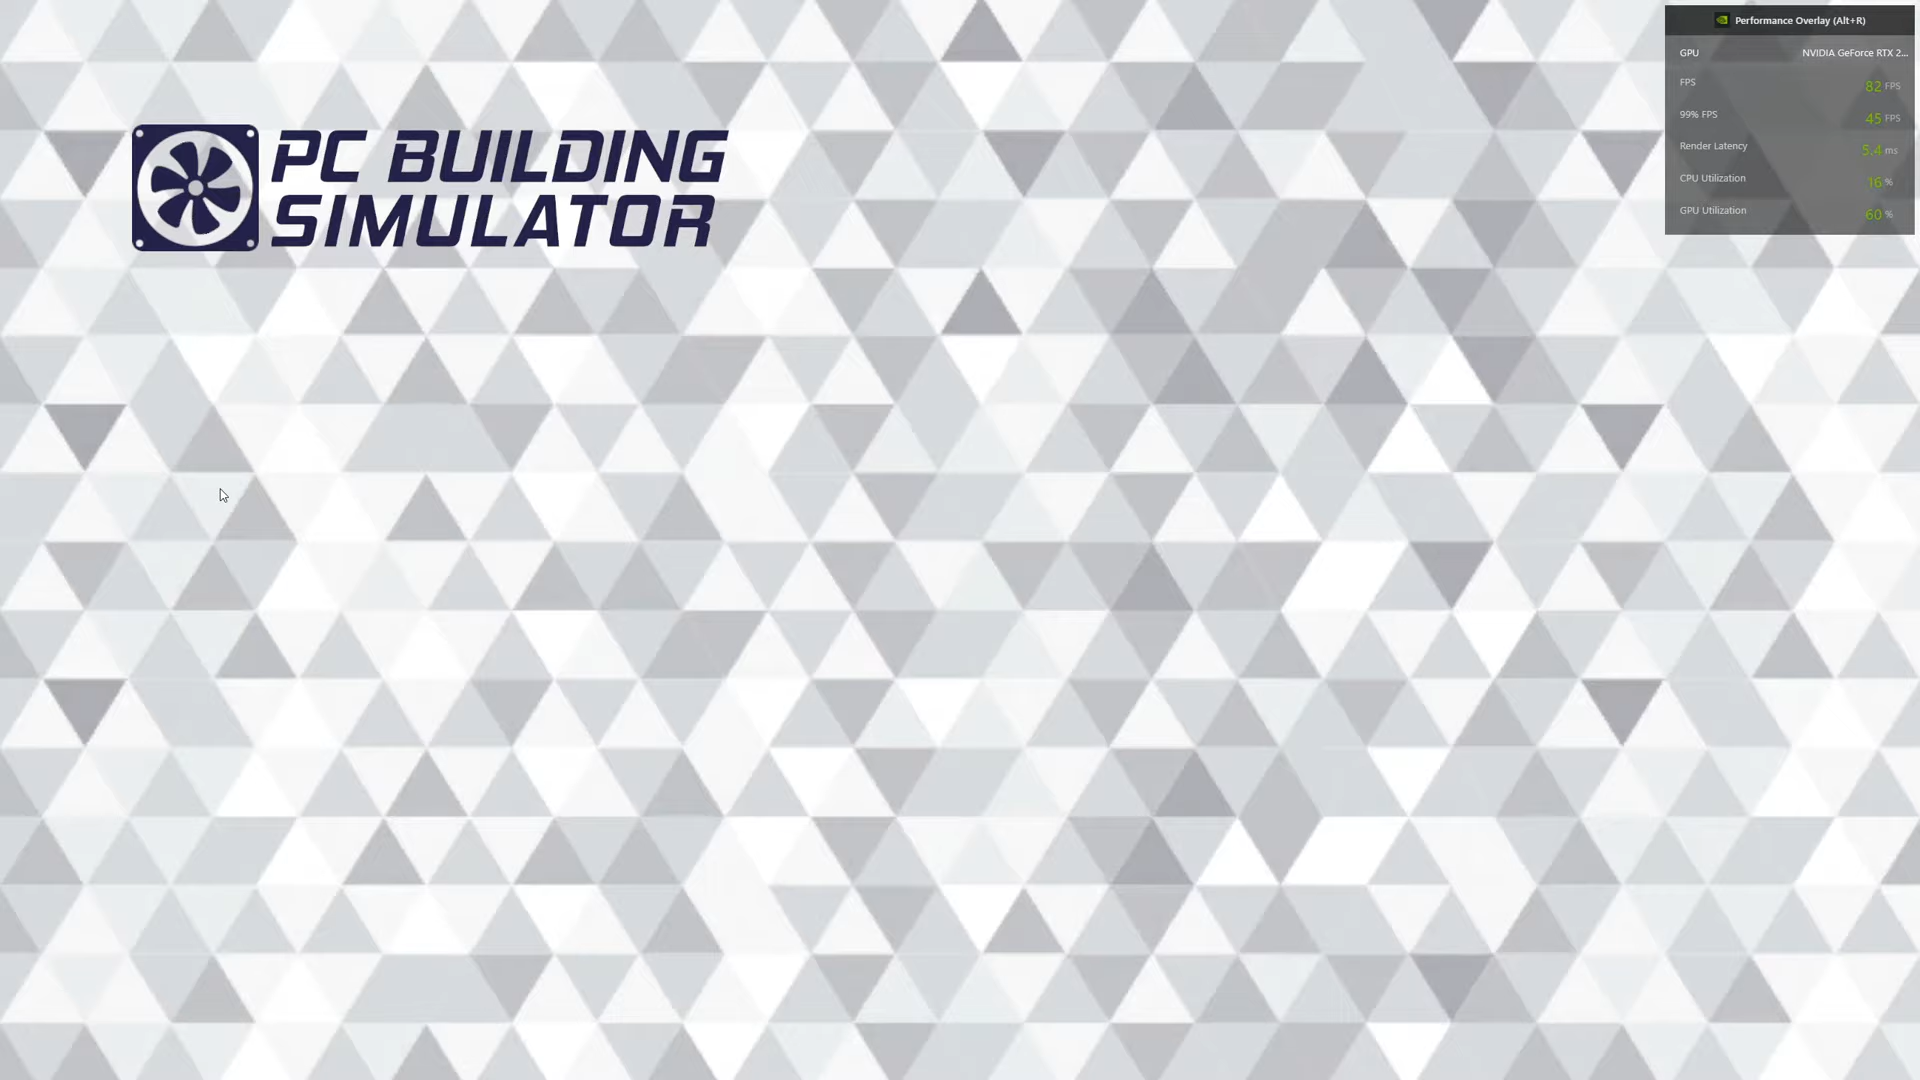 PC BUILDING
SIMULATOR
Performance Overlay (Alt+R)
GPU NVIDIA GeForce RTX 2...
FPS 82 FPS
99% FPS 45 FPS
Render Latency 5.4 ms
CPU Utilization 16 %
GPU Utilization 60 %